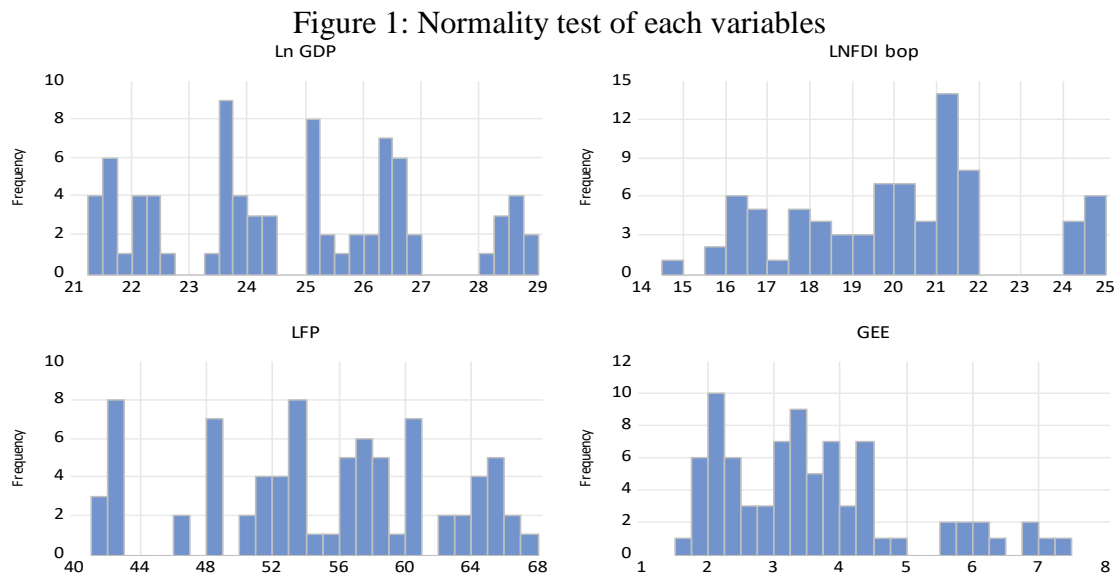 Figure 1: Normality test of each variables
Ln GDP
10
8
6
4
2
0
Frequency
21 22 23 24 25 26 27 28 29
LNFDI bop
15
12
9
6
3
0
Frequency
14 15 16 17 18 19 20 21 22 23 24 25
LFP
10
8
6
4
2
0
Frequency
40 44 48 52 56 60 64 68
GEE
12
10
8
6
4
2
0
Frequency
1 2 3 4 5 6 7 8